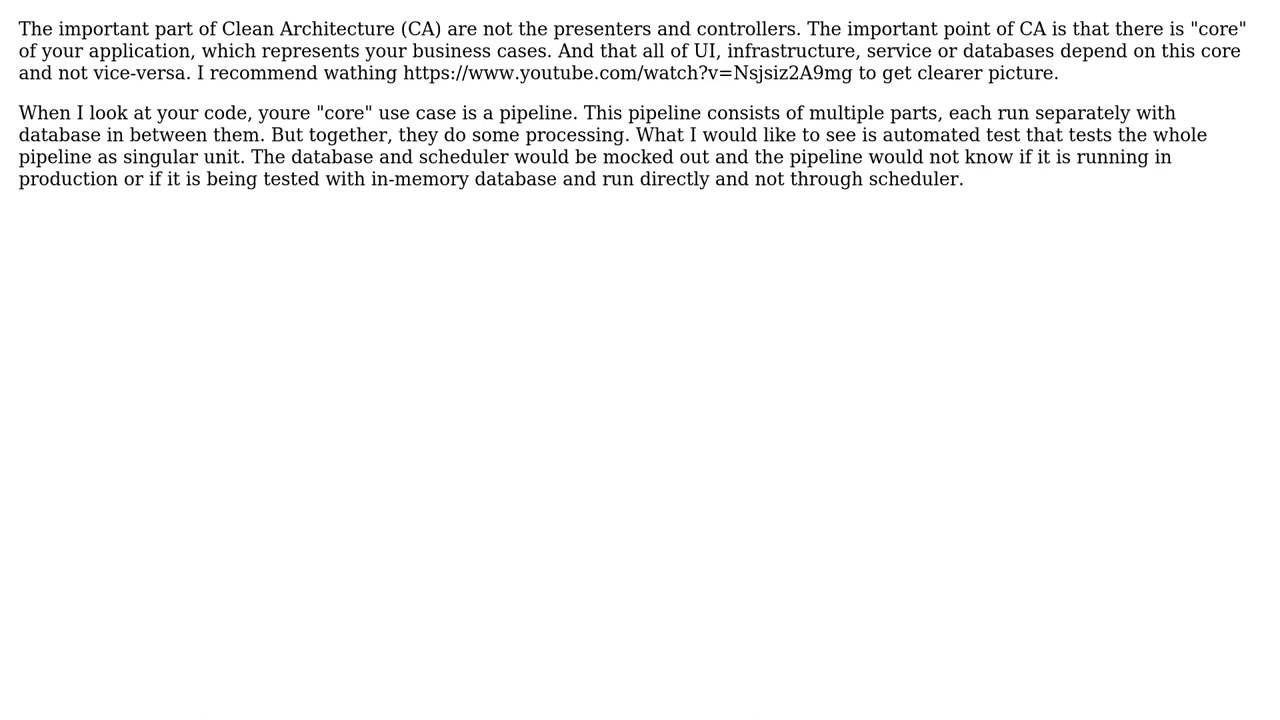 The important part of Clean Architecture (CA) are not the presenters and controllers. The important point of CA is that there is "core"
of your application, which represents your business cases. And that all of UI, infrastructure, service or databases depend on this core
and not vice-versa. I recommend wathing https://www.youtube.com/watch?v=Nsjsiz2A9mg to get clearer picture.
When I look at your code, youre "core" use case is a pipeline. This pipeline consists of multiple parts, each run separately with
database in between them. But together, they do some processing. What I would like to see is automated test that tests the whole
pipeline as singular unit. The database and scheduler would be mocked out and the pipeline would not know if it is running in
production or if it is being tested with in-memory database and run directly and not through scheduler.